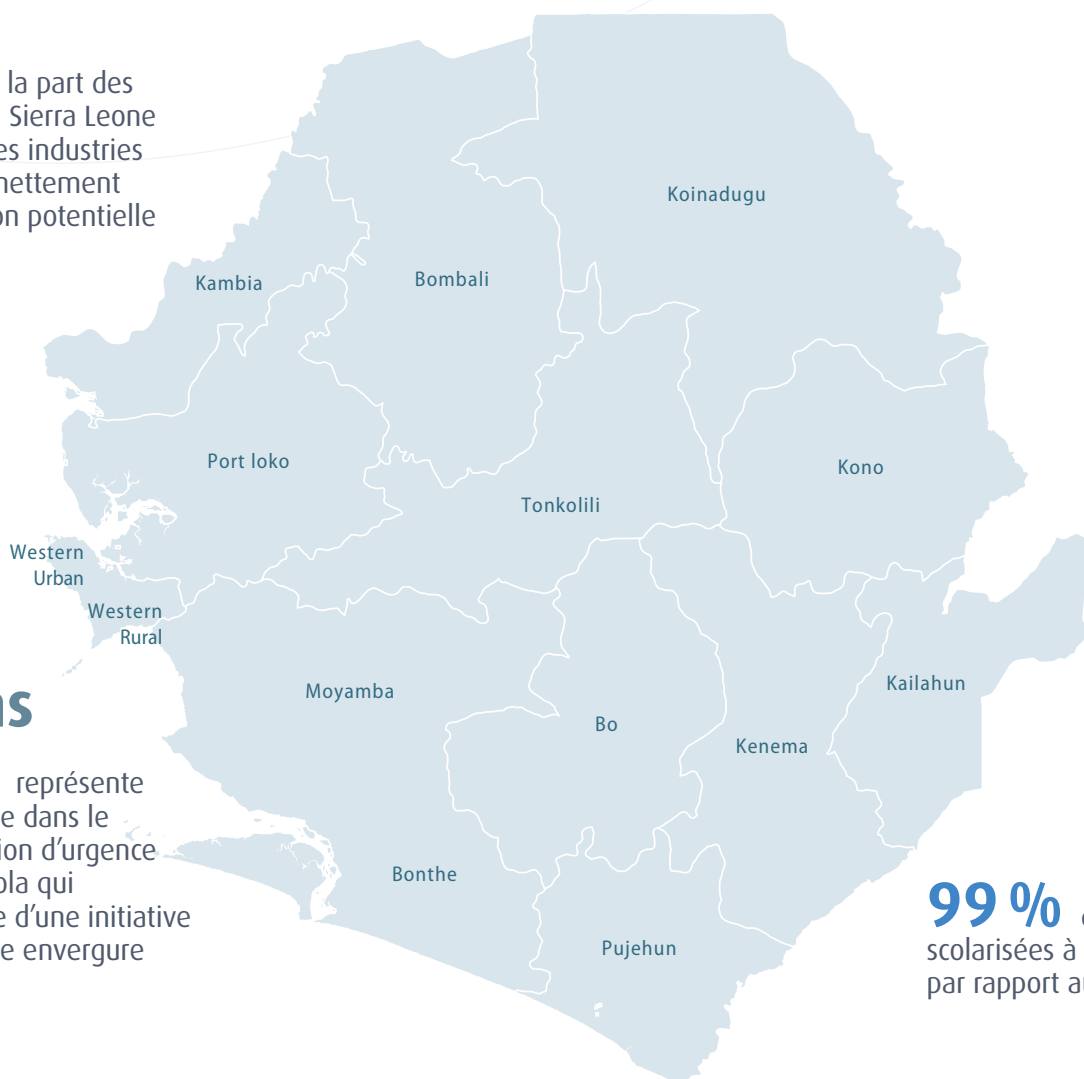 la part des
Sierra Leone
es industries
nettement
on potentielle
Koinadugu
Kambia
Bombali
Port loko
Kono
Tonkolili
Western
Urban
Western
Rural
Moyamba
Kailahun
Bo
Kenema
ns
représente
e dans le
ion d'urgence
ola qui
e d'une initiative
e envergure
Bonthe
Pujehun
99 %
scolarisées à
par rapport au